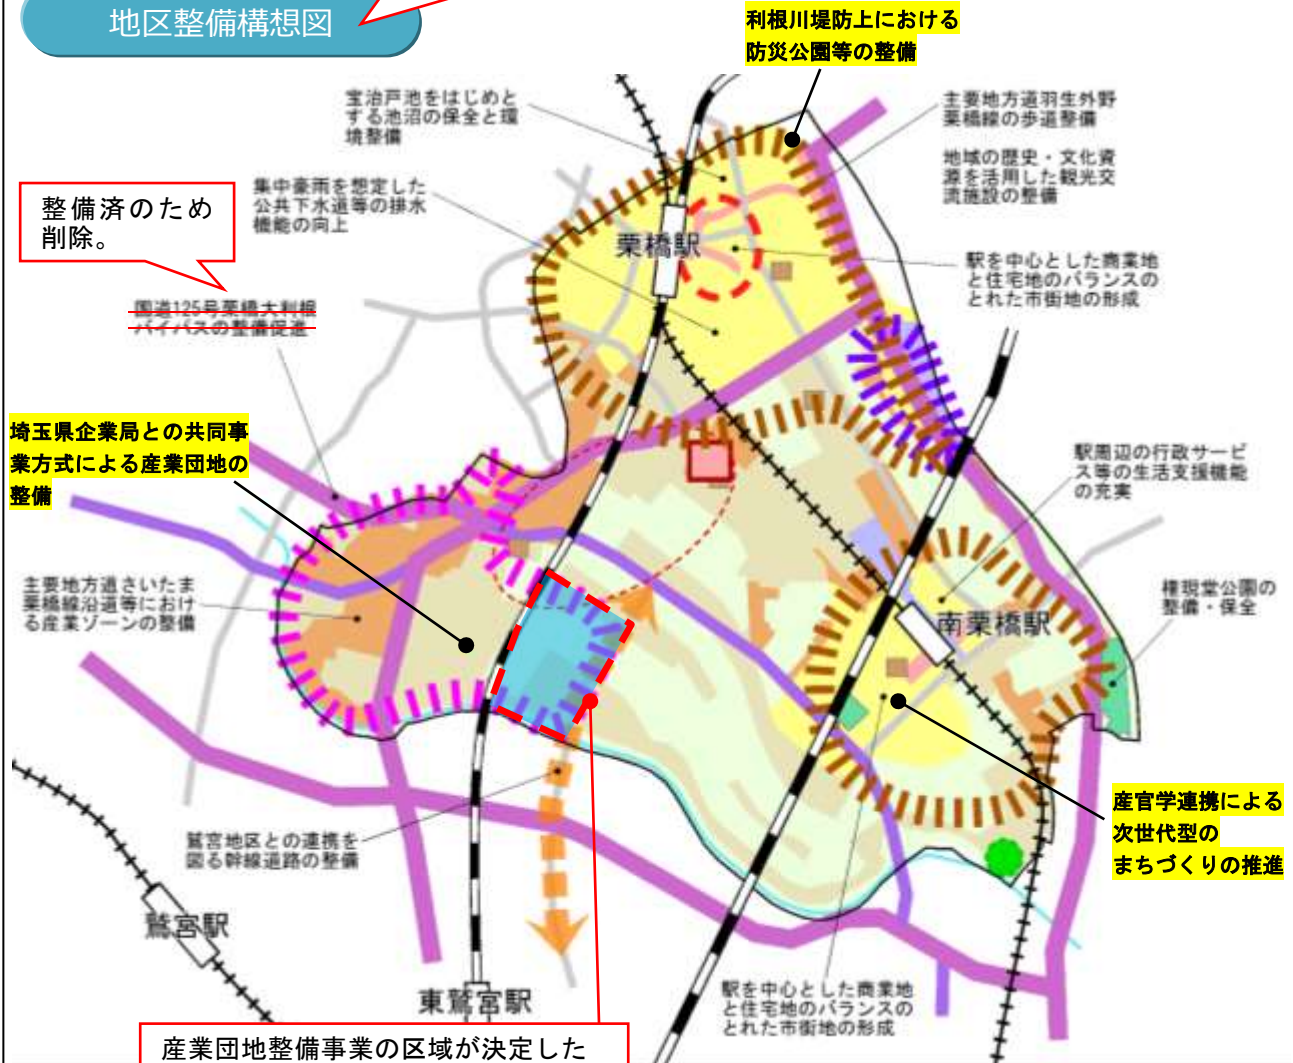 地区整備構想図
利根川堤防上における
防災公園等の整備
宝治戸池をはじめと
する池沼の保全と環
境整備
主要地方道羽生外野
栗橋線の歩道整備
地域の歴史・文化資
源を活用した観光交
流施設の整備
集中豪雨を想定した
公共下水道等の排水
機能の向上
整備済のため
削除。
栗橋駅
駅を中心とした商業地
と住宅地のバランスの
とれた市街地の形成
国道125号栗橋大利根
バイパスの整備促進
埼玉県企業局との共同事
業方式による産業団地の
整備
駅周辺の行政サービ
ス等の生活支援機能
の充実
主要地方道さいたま
栗橋線沿道等におけ
る産業ゾーンの整備
権現堂公園の
整備・保全
南栗橋駅
産官学連携による
次世代型の
まちづくりの推進
鷲宮地区との連携を
図る幹線道路の整備
鷲宮駅
東鷲宮駅
駅を中心とした商業地
と住宅地のバランスの
とれた市街地の形成
産業団地整備事業の区域が決定した